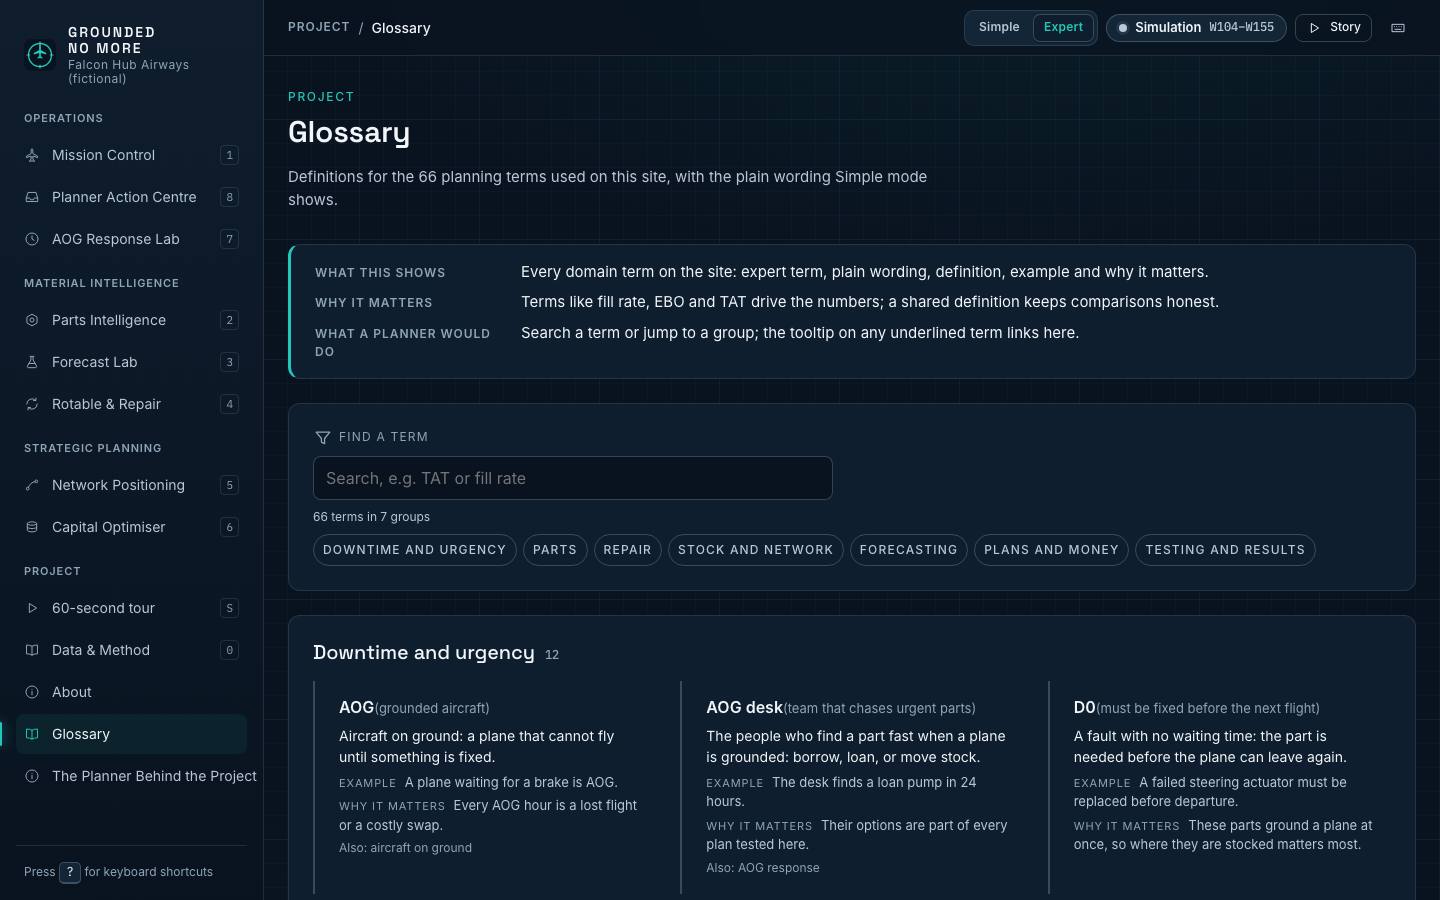 GROUNDED
NO MORE
Falcon Hub Airways
(fictional)
OPERATIONS
Mission Control 1
Planner Action Centre 8
AOG Response Lab 7
MATERIAL INTELLIGENCE
Parts Intelligence 2
Forecast Lab 3
Rotable & Repair 4
STRATEGIC PLANNING
Network Positioning 5
Capital Optimiser 6
PROJECT
60-second tour S
Data & Method 0
About
Glossary
The Planner Behind the Project
Press ? for keyboard shortcuts
PROJECT / Glossary
Simple Expert Simulation W104–W155 Story
PROJECT
Glossary
Definitions for the 66 planning terms used on this site, with the plain wording Simple mode
shows.
WHAT THIS SHOWS Every domain term on the site: expert term, plain wording, definition, example and why it matters.
WHY IT MATTERS Terms like fill rate, EBO and TAT drive the numbers; a shared definition keeps comparisons honest.
WHAT A PLANNER WOULD
DO
Search a term or jump to a group; the tooltip on any underlined term links here.
FIND A TERM
Search, e.g. TAT or fill rate
66 terms in 7 groups
DOWNTIME AND URGENCY PARTS REPAIR STOCK AND NETWORK FORECASTING PLANS AND MONEY TESTING AND RESULTS
Downtime and urgency 12
AOG(grounded aircraft)
Aircraft on ground: a plane that cannot fly
until something is fixed.
EXAMPLE A plane waiting for a brake is AOG.
WHY IT MATTERS Every AOG hour is a lost flight
or a costly swap.
Also: aircraft on ground
AOG desk(team that chases urgent parts)
The people who find a part fast when a plane
is grounded: borrow, loan, or move stock.
EXAMPLE The desk finds a loan pump in 24
hours.
WHY IT MATTERS Their options are part of every
plan tested here.
Also: AOG response
D0(must be fixed before the next flight)
A fault with no waiting time: the part is
needed before the plane can leave again.
EXAMPLE A failed steering actuator must be
replaced before departure.
WHY IT MATTERS These parts ground a plane at
once, so where they are stocked matters most.